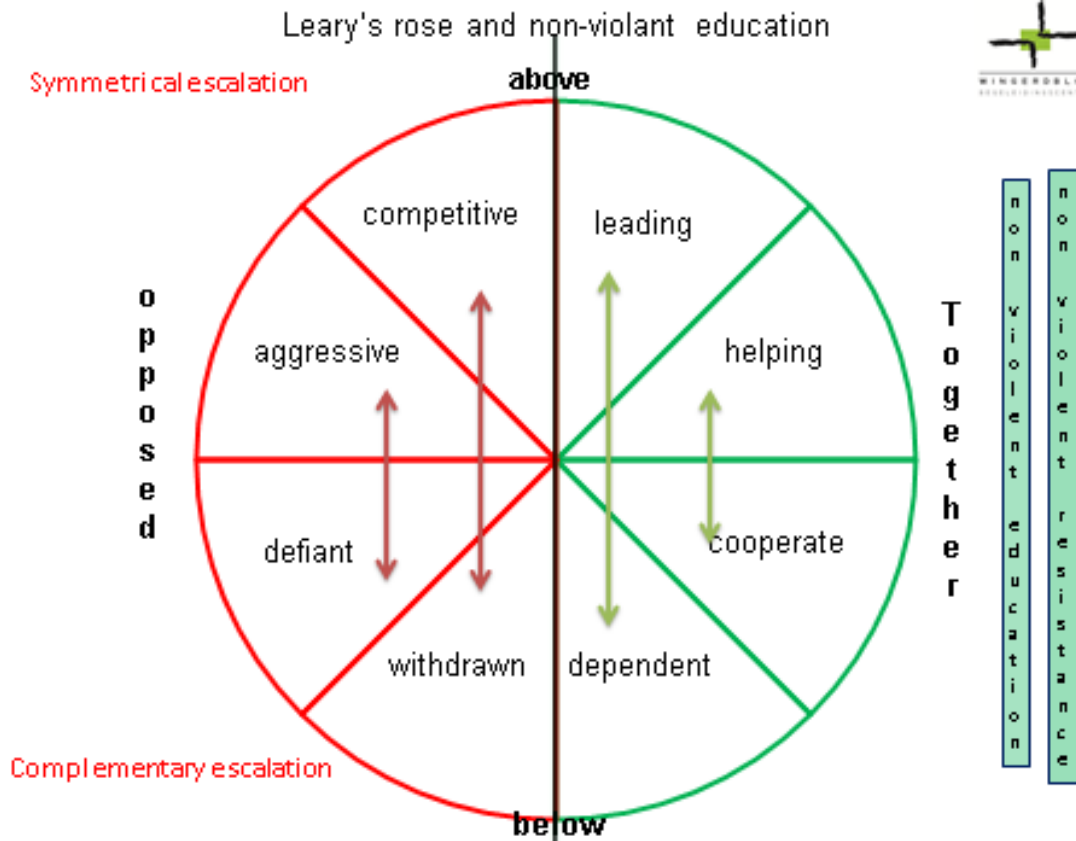 Leary's rose and non-violant education
Symmetrical escalation
above
competitive
leading
opposed
aggressive
helping
Together
defiant
cooperate
withdrawn
dependent
Complementary escalation
below
non violent education
non violent resistance